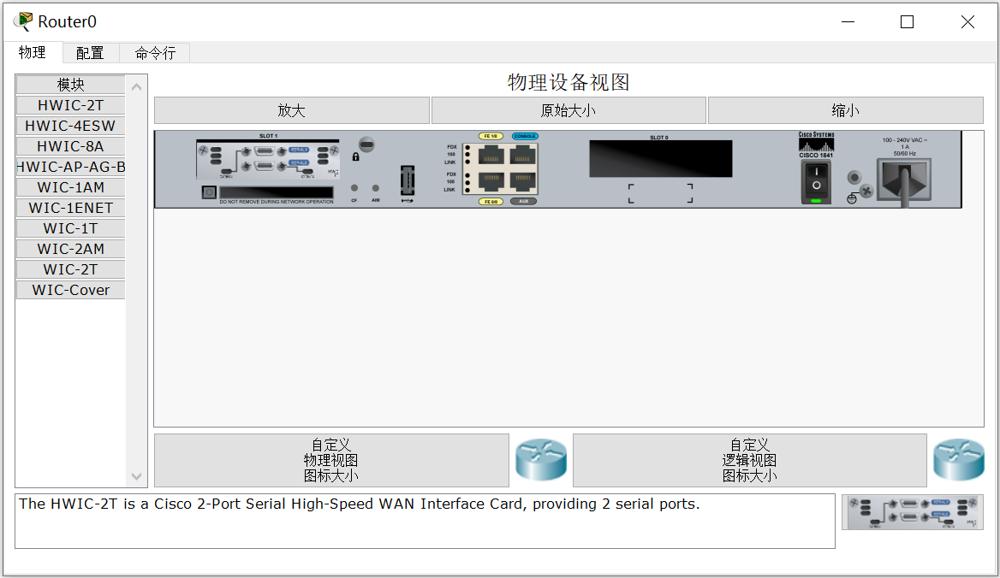 Router0
物理 配置 命令行
模块
HWIC-2T
HWIC-4ESW
HWIC-8A
HWIC-AP-AG-B
WIC-1AM
WIC-1ENET
WIC-1T
WIC-2AM
WIC-2T
WIC-Cover
物理设备视图
放大 原始大小 缩小
SLOT 1
SERIAL1
SERIAL0
DO NOT REMOVE DURING NETWORK OPERATION
CF AIM
FE 1/0 CONSOLE
FDX
100
LINK
FDX
100
LINK
FE 0/0 AUX
SLOT 0
CISCO SYSTEMS
CISCO 1841
100 - 240V VAC ~
1 A
50/60 Hz
自定义
物理视图
图标大小
自定义
逻辑视图
图标大小
The HWIC-2T is a Cisco 2-Port Serial High-Speed WAN Interface Card, providing 2 serial ports.